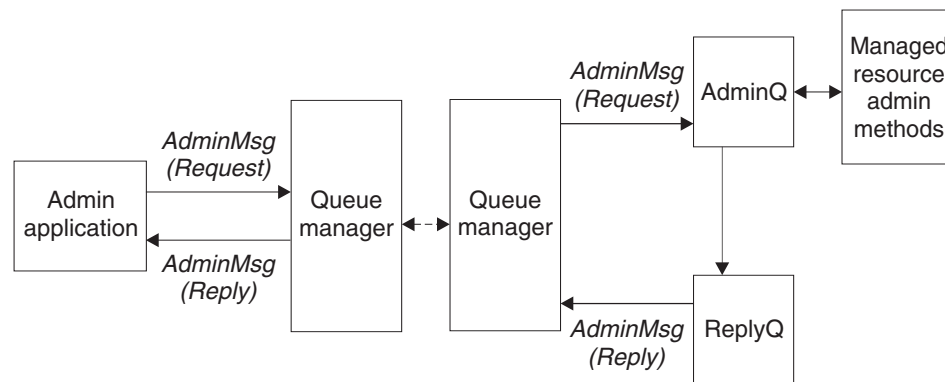 Admin
application
AdminMsg
(Request)
AdminMsg
(Reply)
Queue
manager
Queue
manager
AdminMsg
(Request)
AdminQ
Managed
resource
admin
methods
AdminMsg
(Reply)
ReplyQ